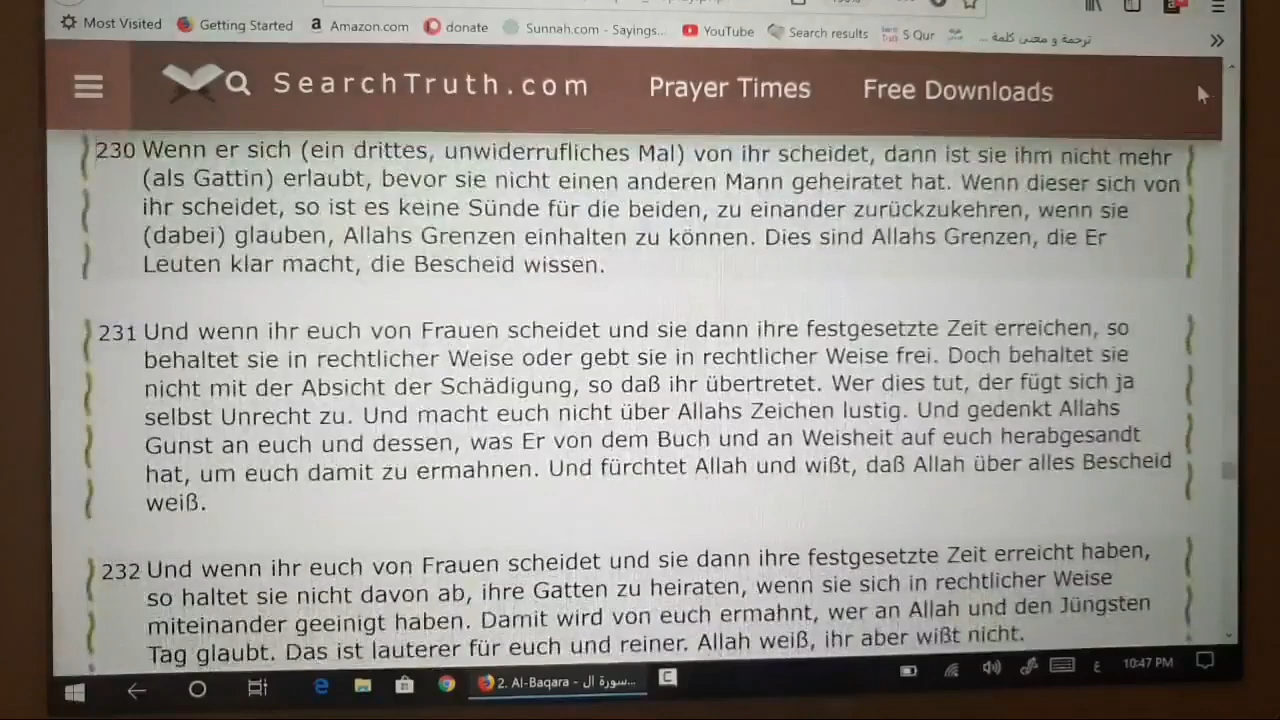 Most Visited Getting Started Amazon.com donate Sunnah.com - Sayings... YouTube Search results S Qur ترجمة و معنى كلمة ...
SearchTruth.com Prayer Times Free Downloads
230 Wenn er sich (ein drittes, unwiderrufliches Mal) von ihr scheidet, dann ist sie ihm nicht mehr
(als Gattin) erlaubt, bevor sie nicht einen anderen Mann geheiratet hat. Wenn dieser sich von
ihr scheidet, so ist es keine Sünde für die beiden, zu einander zurückzukehren, wenn sie
(dabei) glauben, Allahs Grenzen einhalten zu können. Dies sind Allahs Grenzen, die Er
Leuten klar macht, die Bescheid wissen.
231 Und wenn ihr euch von Frauen scheidet und sie dann ihre festgesetzte Zeit erreichen, so
behaltet sie in rechtlicher Weise oder gebt sie in rechtlicher Weise frei. Doch behaltet sie
nicht mit der Absicht der Schädigung, so daß ihr übertretet. Wer dies tut, der fügt sich ja
selbst Unrecht zu. Und macht euch nicht über Allahs Zeichen lustig. Und gedenkt Allahs
Gunst an euch und dessen, was Er von dem Buch und an Weisheit auf euch herabgesandt
hat, um euch damit zu ermahnen. Und fürchtet Allah und wißt, daß Allah über alles Bescheid
weiß.
232 Und wenn ihr euch von Frauen scheidet und sie dann ihre festgesetzte Zeit erreicht haben,
so haltet sie nicht davon ab, ihre Gatten zu heiraten, wenn sie sich in rechtlicher Weise
miteinander geeinigt haben. Damit wird von euch ermahnt, wer an Allah und den Jüngsten
Tag glaubt. Das ist lauterer für euch und reiner. Allah weiß, ihr aber wißt nicht.
2. Al-Baqara - سورة ال... ع 10:47 PM